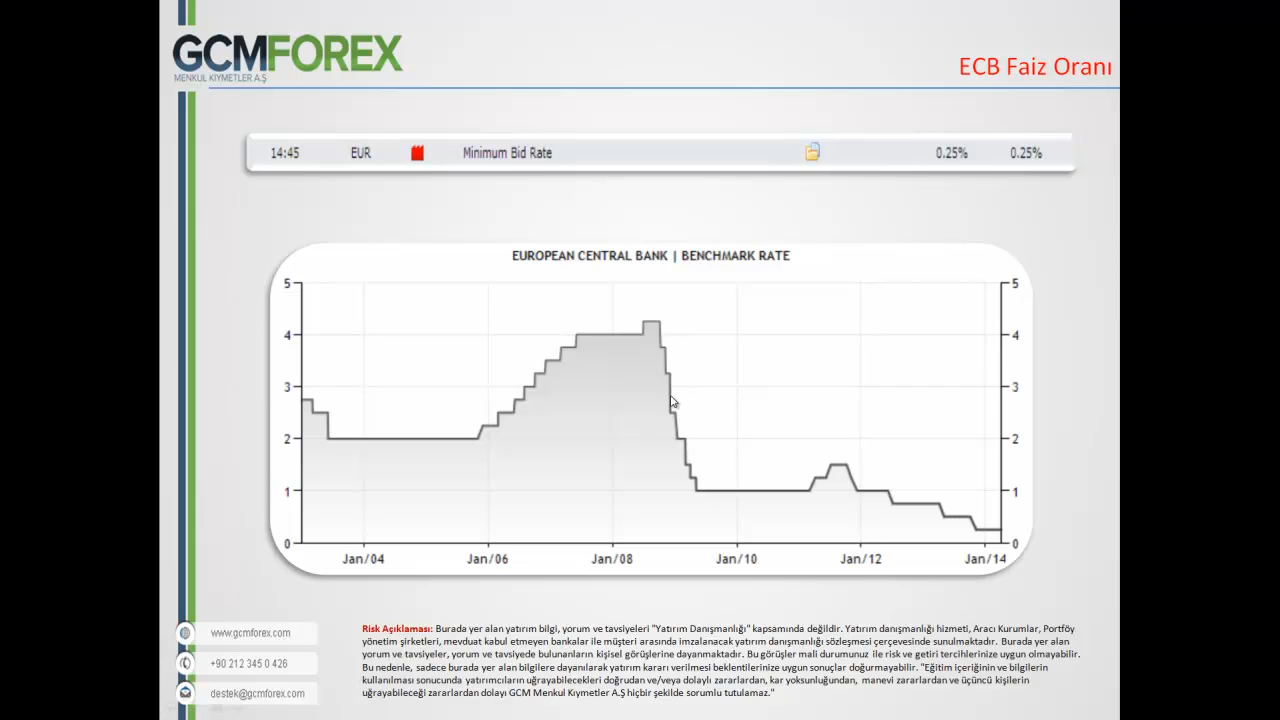 GCMFOREX
MENKUL KIYMETLER A.Ş
ECB Faiz Oranı
14:45 EUR Minimum Bid Rate 0.25% 0.25%
EUROPEAN CENTRAL BANK | BENCHMARK RATE
5 5
4 4
3 3
2 2
1 1
0 0
Jan/04 Jan/06 Jan/08 Jan/10 Jan/12 Jan/14
www.gcmforex.com
+90 212 345 0 426
destek@gcmforex.com
Risk Açıklaması: Burada yer alan yatırım bilgi, yorum ve tavsiyeleri "Yatırım Danışmanlığı" kapsamında değildir. Yatırım danışmanlığı hizmeti, Aracı Kurumlar, Portföy
yönetim şirketleri, mevduat kabul etmeyen bankalar ile müşteri arasında imzalanacak yatırım danışmanlığı sözleşmesi çerçevesinde sunulmaktadır. Burada yer alan
yorum ve tavsiyeler, yorum ve tavsiyede bulunanların kişisel görüşlerine dayanmaktadır. Bu görüşler mali durumunuz ile risk ve getiri tercihlerinize uygun olmayabilir.
Bu nedenle, sadece burada yer alan bilgilere dayanılarak yatırım kararı verilmesi beklentilerinize uygun sonuçlar doğurmayabilir. "Eğitim içeriğinin ve bilgilerin
kullanılması sonucunda yatırımcıların uğrayabilecekleri doğrudan ve/veya dolaylı zararlardan, kar yoksunluğundan, manevi zararlardan ve üçüncü kişilerin
uğrayabileceği zararlardan dolayı GCM Menkul Kıymetler A.Ş hiçbir şekilde sorumlu tutulamaz."